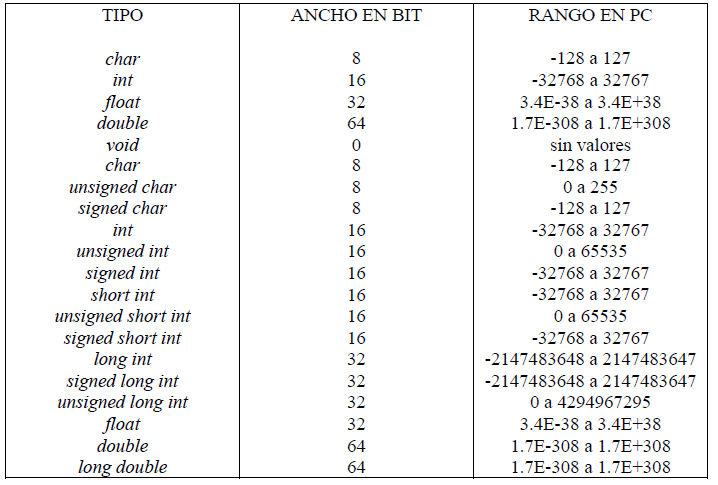 TIPO ANCHO EN BIT RANGO EN PC
char 8 -128 a 127
int 16 -32768 a 32767
float 32 3.4E-38 a 3.4E+38
double 64 1.7E-308 a 1.7E+308
void 0 sin valores
char 8 -128 a 127
unsigned char 8 0 a 255
signed char 8 -128 a 127
int 16 -32768 a 32767
unsigned int 16 0 a 65535
signed int 16 -32768 a 32767
short int 16 -32768 a 32767
unsigned short int 16 0 a 65535
signed short int 16 -32768 a 32767
long int 32 -2147483648 a 2147483647
signed long int 32 -2147483648 a 2147483647
unsigned long int 32 0 a 4294967295
float 32 3.4E-38 a 3.4E+38
double 64 1.7E-308 a 1.7E+308
long double 64 1.7E-308 a 1.7E+308